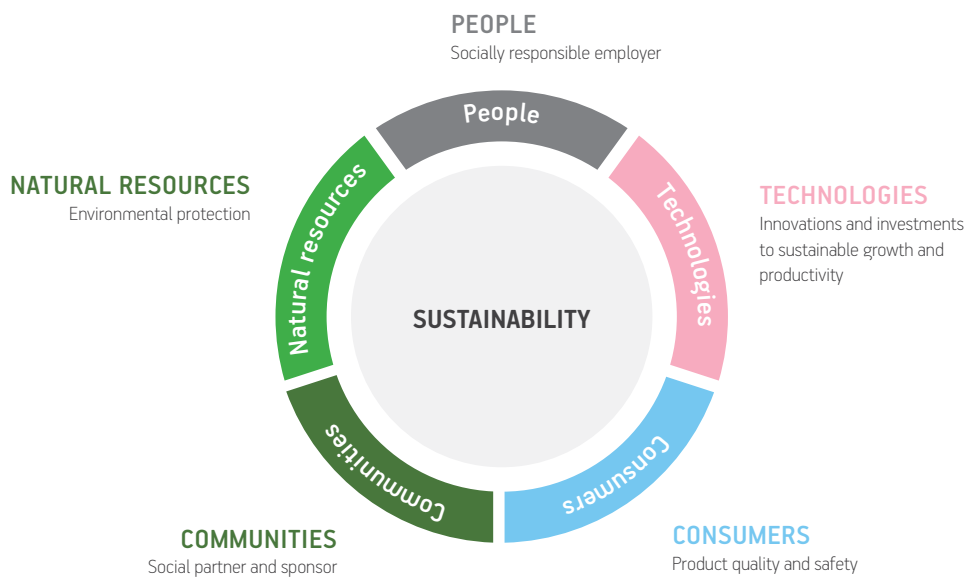 PEOPLE
Socially responsible employer
People
NATURAL RESOURCES
Environmental protection
Natural resources
Technologies
TECHNOLOGIES
Innovations and investments
to sustainable growth and
productivity
SUSTAINABILITY
Communities
Consumers
COMMUNITIES
Social partner and sponsor
CONSUMERS
Product quality and safety